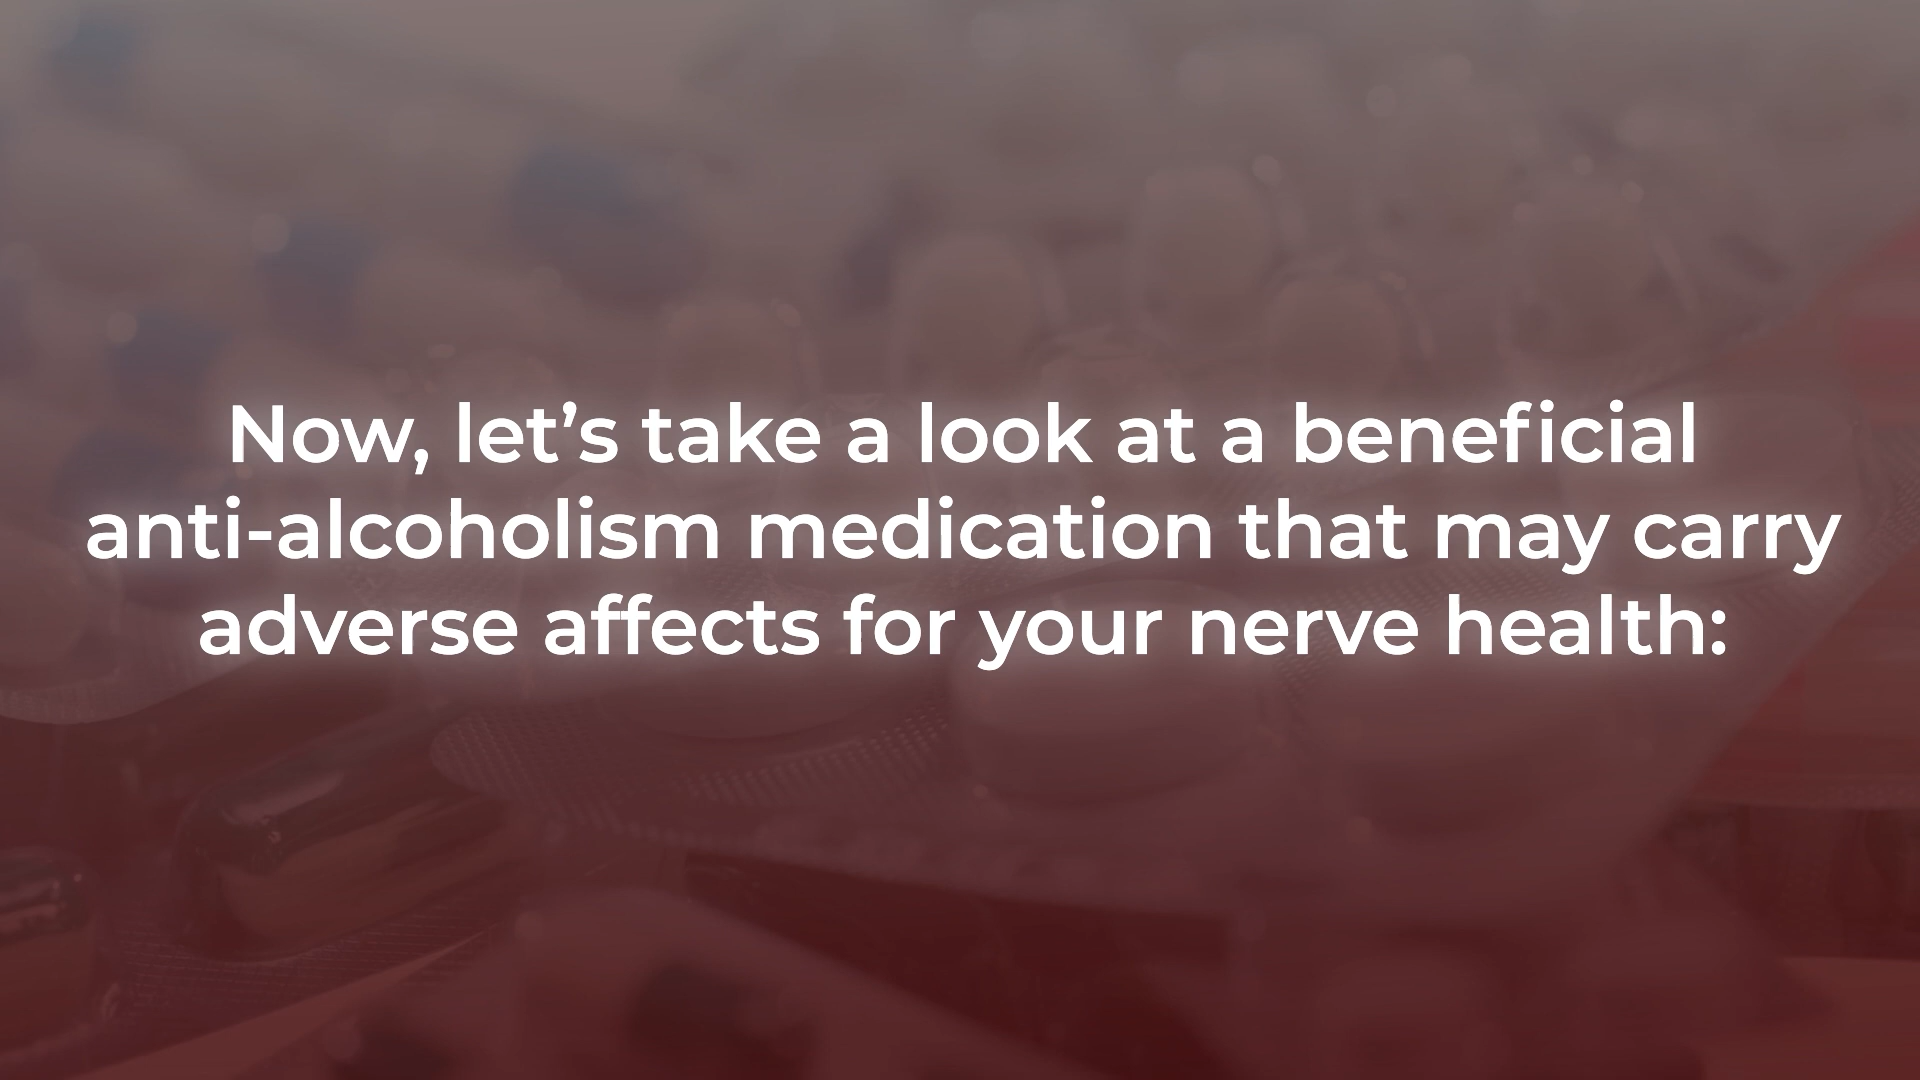 Now, let’s take a look at a beneficial
anti-alcoholism medication that may carry
adverse affects for your nerve health: